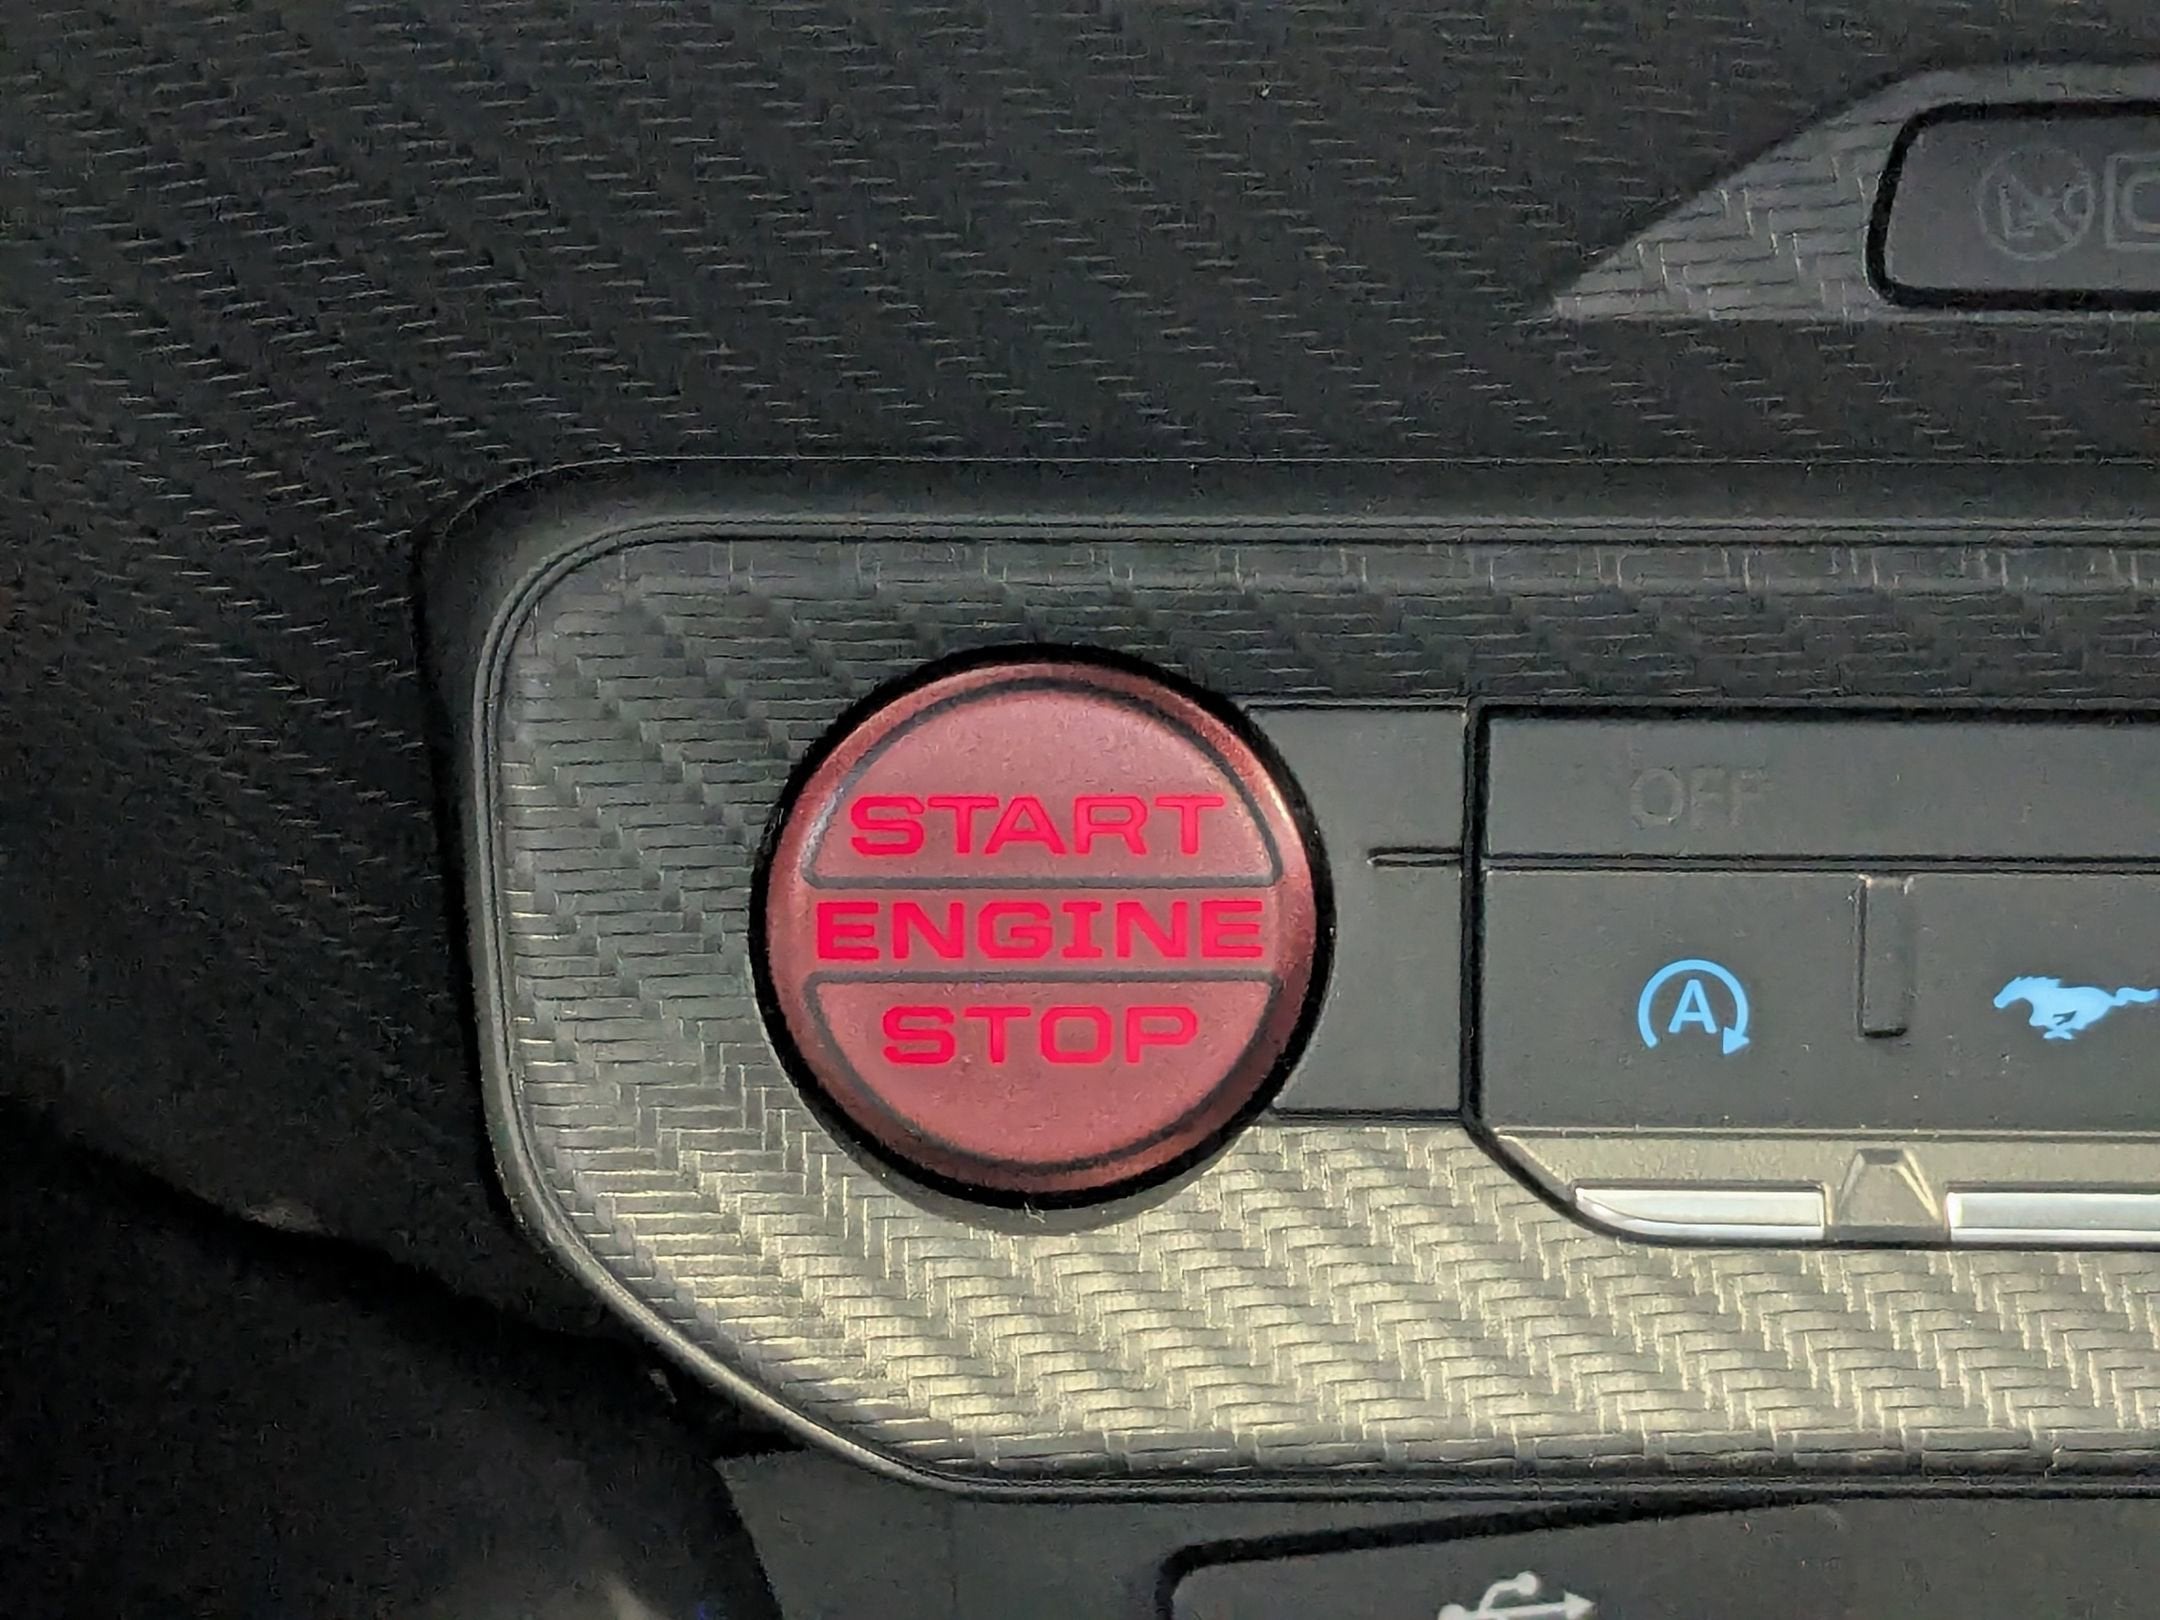 OFF
START
ENGINE
STOP
A